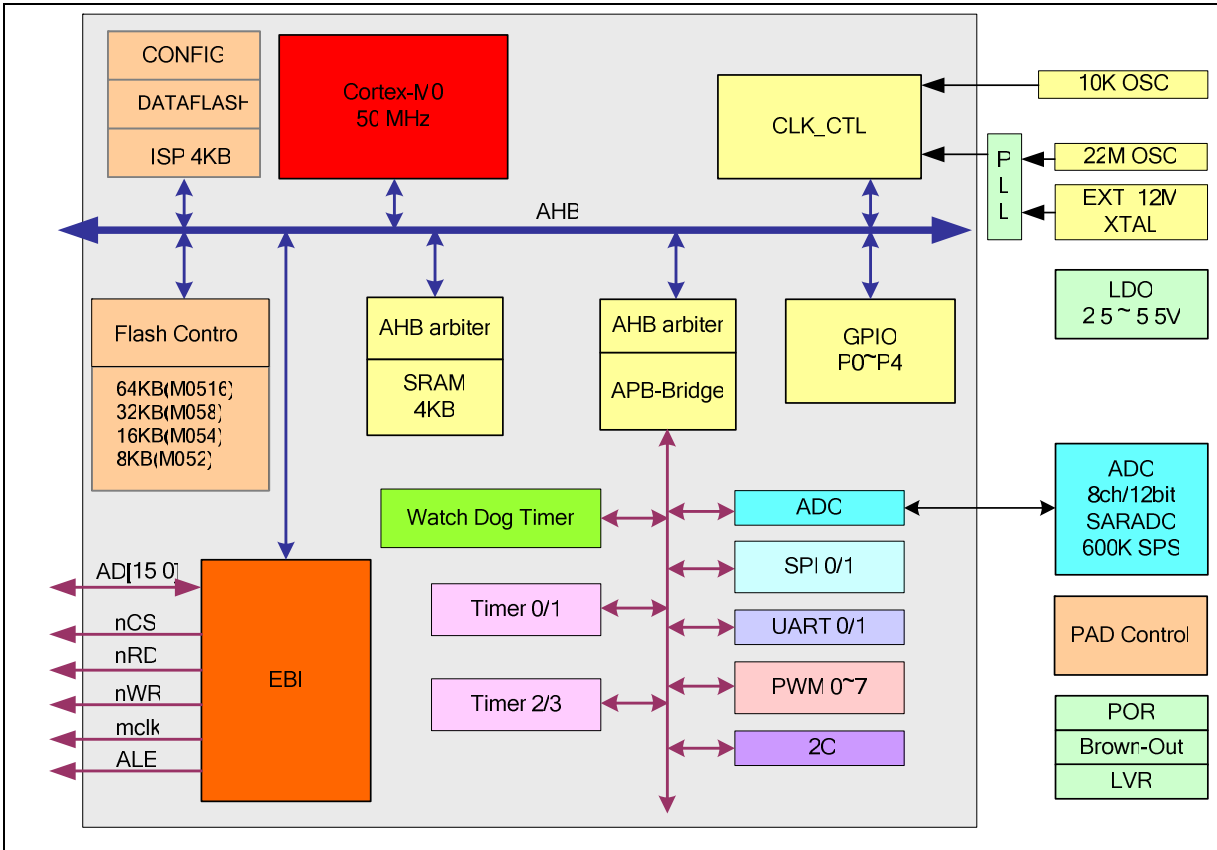 CONFIG
DATAFLASH
ISP 4KB
Cortex-M0
50 MHz
CLK_CTL
10K OSC
PLL
22M OSC
EXT 12M
XTAL
AHB
LDO
2 5 ~ 5 5V
Flash Contro
64KB(M0516)
32KB(M058)
16KB(M054)
8KB(M052)
AHB arbiter
SRAM
4KB
AHB arbiter
APB-Bridge
GPIO
P0~P4
Watch Dog Timer
ADC
ADC
8ch/12bit
SARADC
600K SPS
SPI 0/1
Timer 0/1
UART 0/1
PAD Control
Timer 2/3
PWM 0~7
2C
AD[15 0]
nCS
nRD
nWR
mclk
ALE
EBI
POR
Brown-Out
LVR